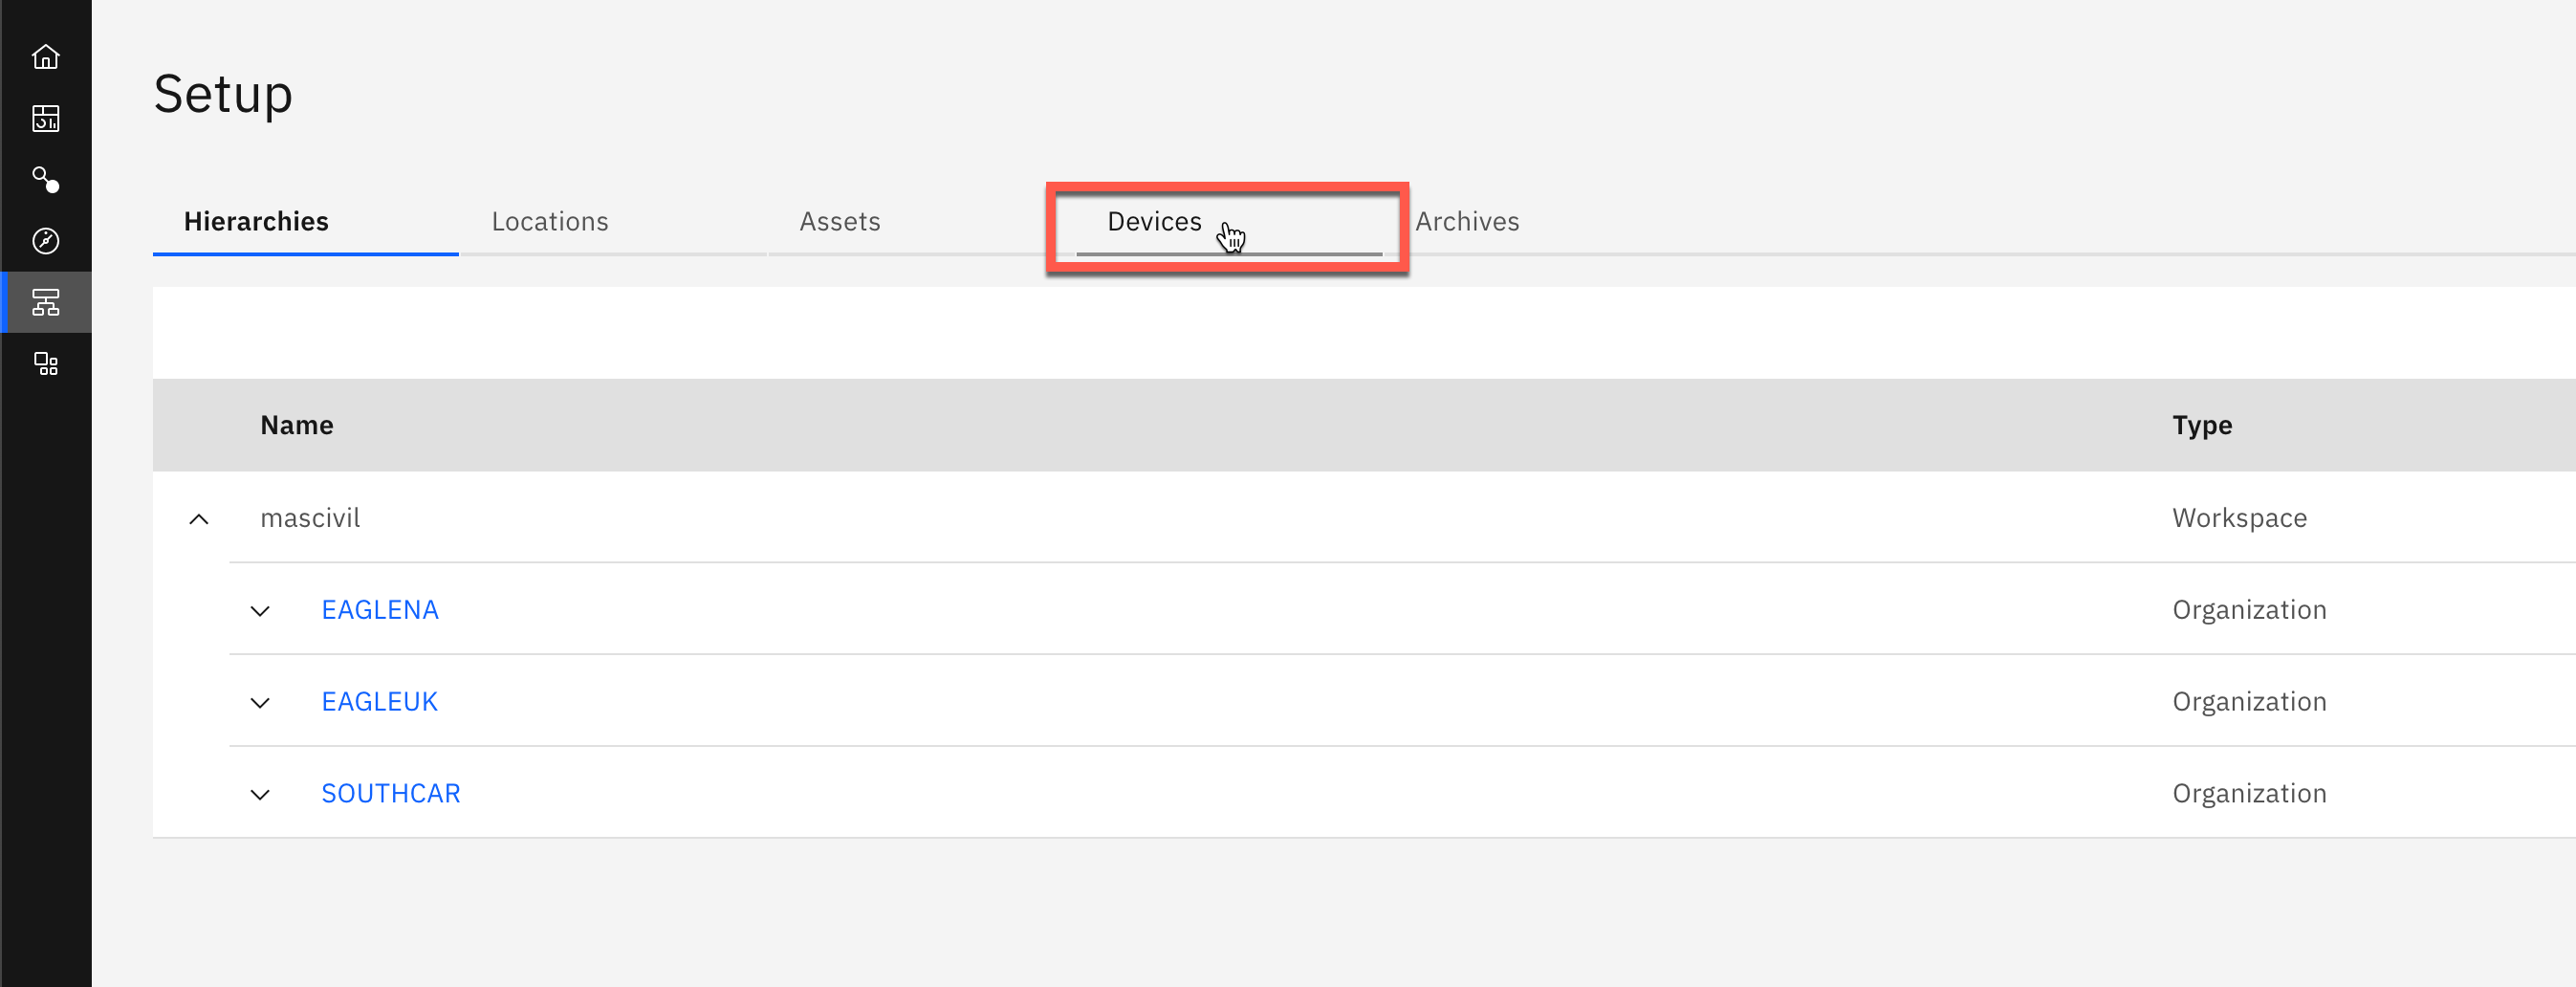 Setup
Hierarchies Locations Assets Devices Archives
Name Type
mascivil Workspace
EAGLENA Organization
EAGLEUK Organization
SOUTHCAR Organization